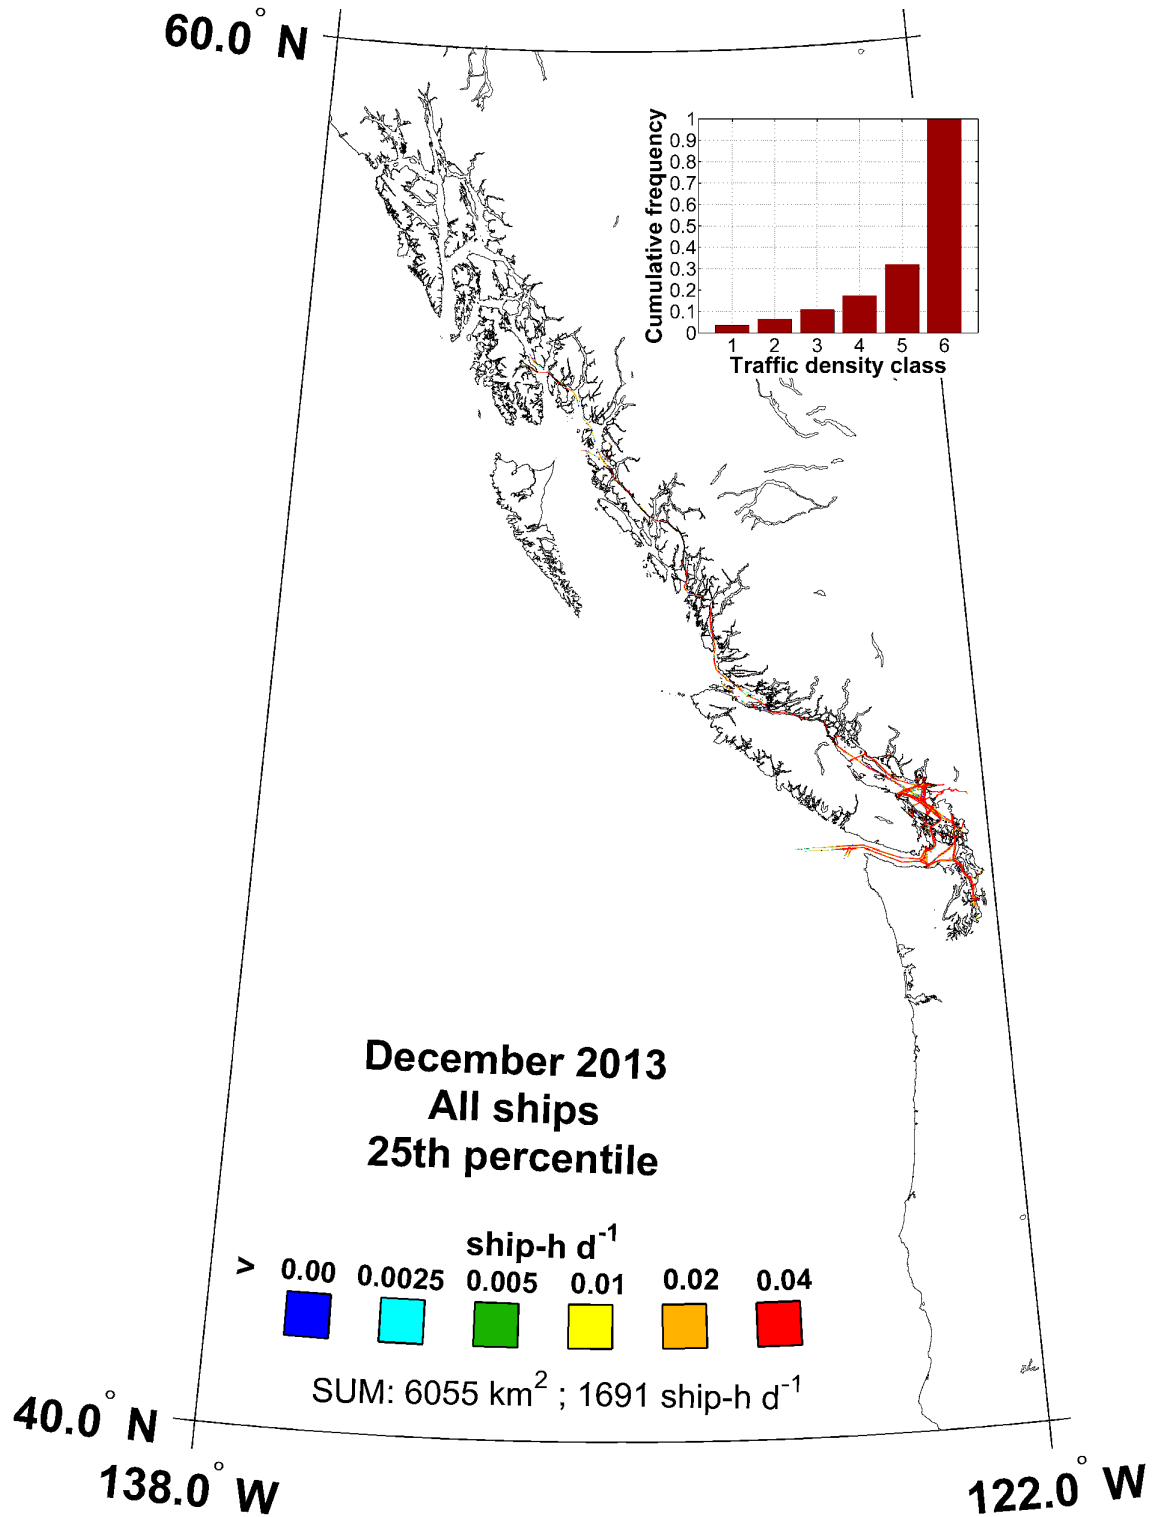 60.0° N
Cumulative frequency
1
0.9
0.8
0.7
0.6
0.5
0.4
0.3
0.2
0.1
0
1 2 3 4 5 6
Traffic density class
December 2013
All ships
25th percentile
ship-h d⁻¹
> 0.00 0.0025 0.005 0.01 0.02 0.04
SUM: 6055 km² ; 1691 ship-h d⁻¹
40.0° N
138.0° W
122.0° W